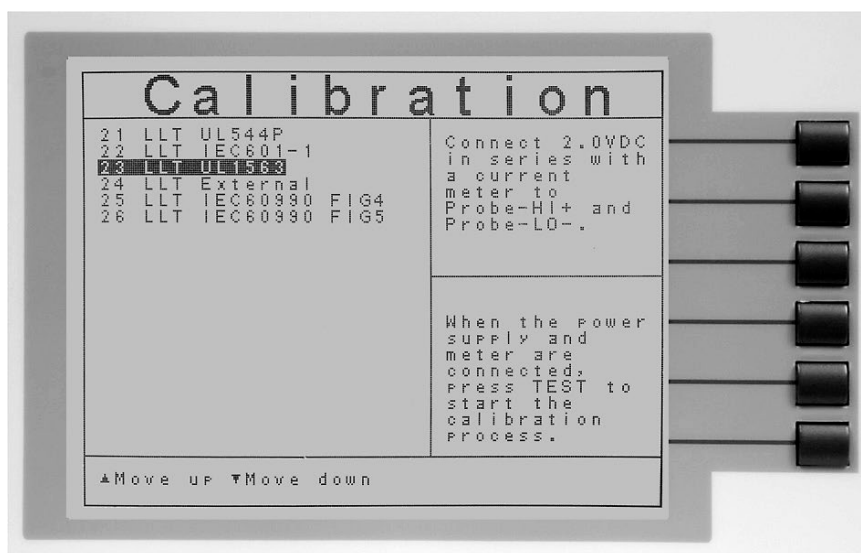 Calibration
21 LLT UL544P
22 LLT IEC601-1
23 LLT UL1563
24 LLT External
25 LLT IEC60990 FIG4
26 LLT IEC60990 FIG5
Connect 2.0VDC
in series with
a current
meter to
Probe-HI+ and
Probe-LO-.
When the power
supply and
meter are
connected,
press TEST to
start the
calibration
process.
▲Move up ▼Move down